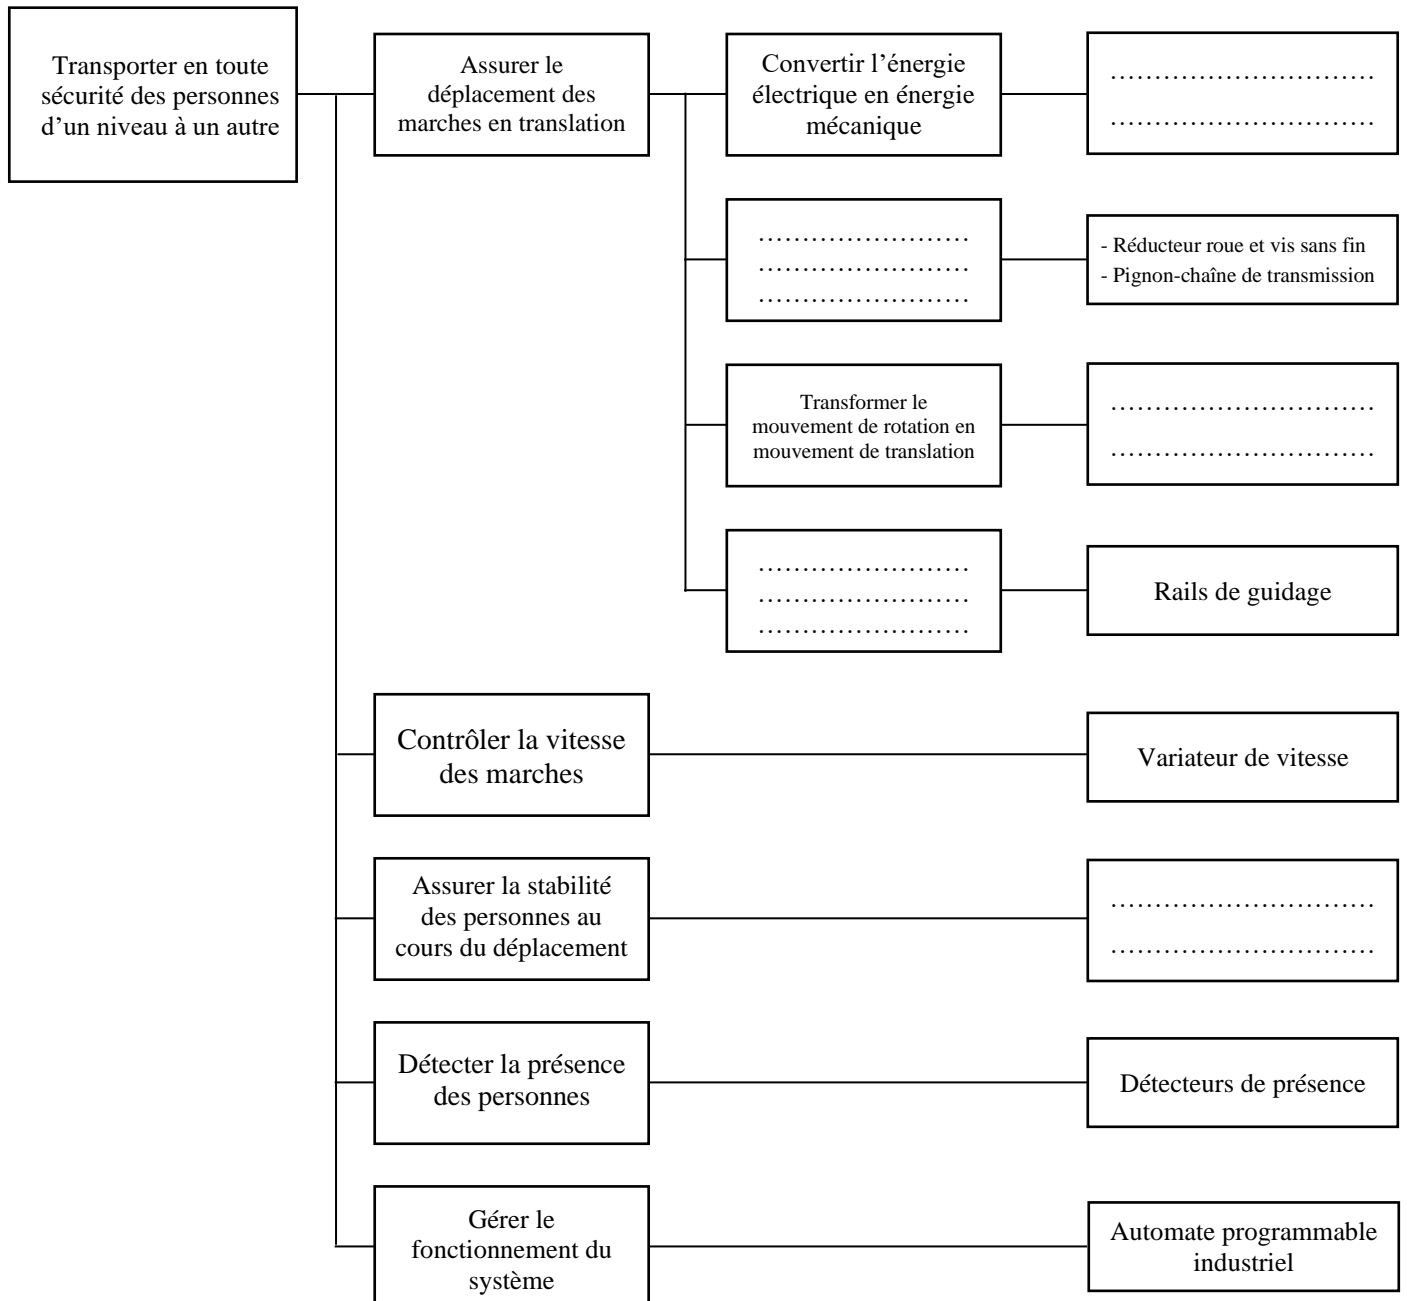 Transporter en toute
sécurité des personnes
d’un niveau à un autre
Assurer le
déplacement des
marches en translation
Convertir l’énergie
électrique en énergie
mécanique
…………………………
…………………………
……………………
……………………
……………………
- Réducteur roue et vis sans fin
- Pignon-chaîne de transmission
Transformer le
mouvement de rotation en
mouvement de translation
…………………………
…………………………
……………………
……………………
……………………
Rails de guidage
Contrôler la vitesse
des marches
Variateur de vitesse
Assurer la stabilité
des personnes au
cours du déplacement
…………………………
…………………………
Détecter la présence
des personnes
Détecteurs de présence
Gérer le
fonctionnement du
système
Automate programmable
industriel